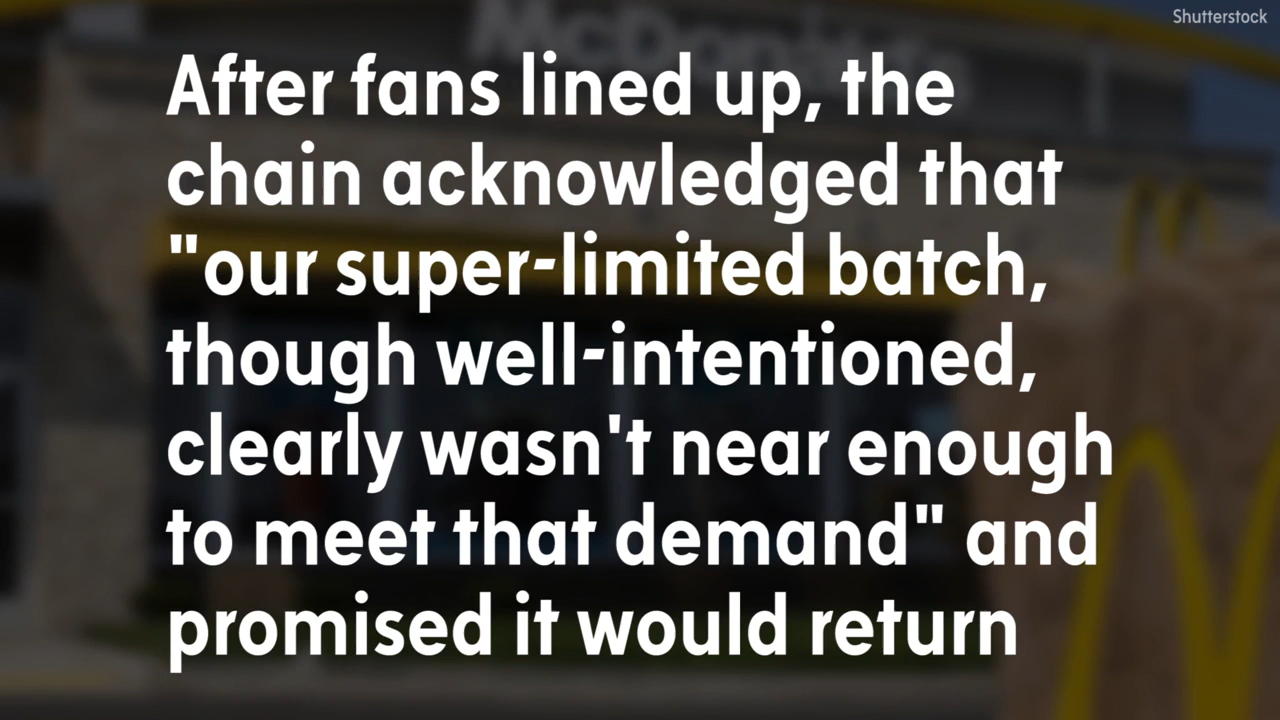 Shutterstock
McDonald's
After fans lined up, the
chain acknowledged that
"our super-limited batch,
though well-intentioned,
clearly wasn't near enough
to meet that demand" and
promised it would return